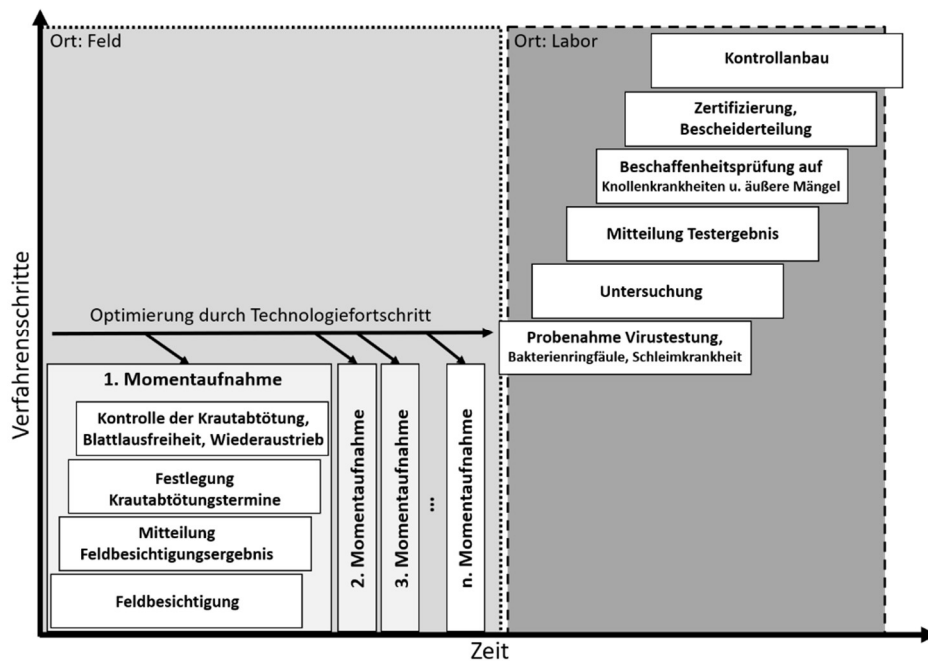 Ort: Feld
Ort: Labor
Kontrollanbau
Zertifizierung,
Bescheiderteilung
Beschaffenheitsprüfung auf
Knollenkrankheiten u. äußere Mängel
Mitteilung Testergebnis
Untersuchung
Probenahme Virustestung,
Bakterienringfäule, Schleimkrankheit
Verfahrensschritte
Optimierung durch Technologiefortschritt
1. Momentaufnahme
Kontrolle der Krautabtötung,
Blattlausfreiheit, Wiederaustrieb
Festlegung
Krautabtötungstermine
Mitteilung
Feldbesichtigungsergebnis
Feldbesichtigung
2. Momentaufnahme
3. Momentaufnahme
...
n. Momentaufnahme
Zeit